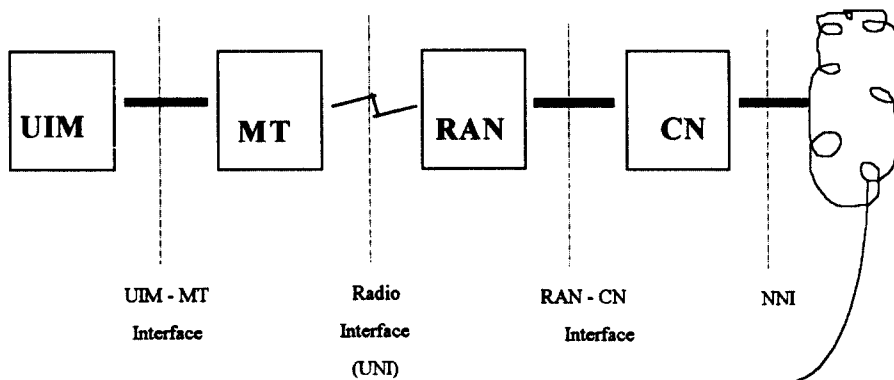 UIM
MT
RAN
CN
UIM - MT
Interface
Radio
Interface
(UNI)
RAN - CN
Interface
NNI